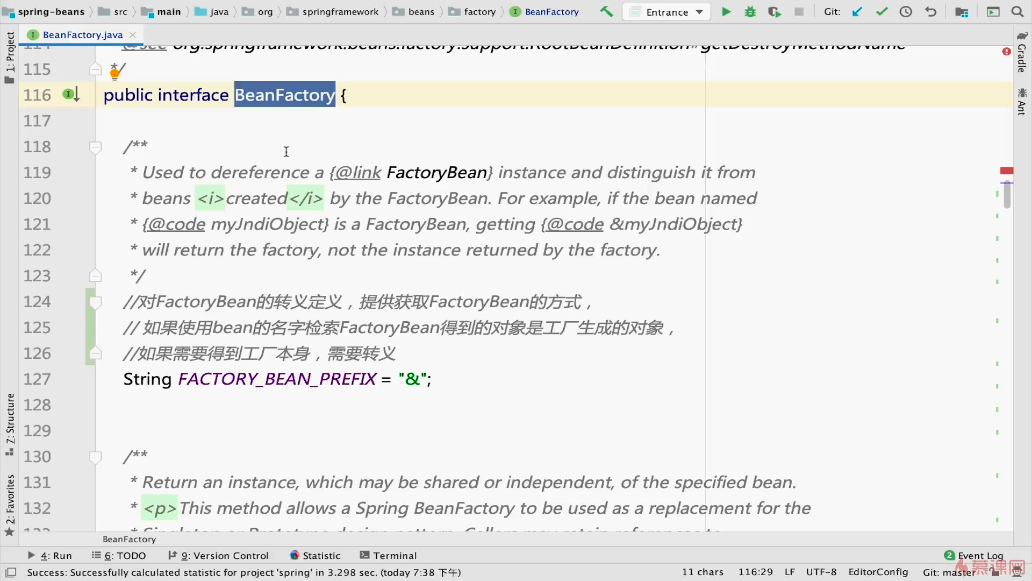 spring-beans src main java org springframework beans factory BeanFactory Entrance Git:
BeanFactory.java
@see org.springframework.beans.factory.support.RootBeanDefinition#getDestroyMethodName
115 */
116 public interface BeanFactory {
117
118 /**
119 * Used to dereference a {@link FactoryBean} instance and distinguish it from
120 * beans <i>created</i> by the FactoryBean. For example, if the bean named
121 * {@code myJndiObject} is a FactoryBean, getting {@code &myJndiObject}
122 * will return the factory, not the instance returned by the factory.
123 */
124 //对FactoryBean的转义定义，提供获取FactoryBean的方式，
125 // 如果使用bean的名字检索FactoryBean得到的对象是工厂生成的对象，
126 //如果需要得到工厂本身，需要转义
127 String FACTORY_BEAN_PREFIX = "&";
128
129
130 /**
131 * Return an instance, which may be shared or independent, of the specified bean.
132 * <p>This method allows a Spring BeanFactory to be used as a replacement for the
BeanFactory
1: Project
Z: Structure
2: Favorites
Gradle
Ant
4: Run 6: TODO 9: Version Control Statistic Terminal 2 Event Log
Success: Successfully calculated statistic for project 'spring' in 3.298 sec. (today 7:38 下午) 11 chars 116:29 LF UTF-8 EditorConfig Git: master
慕课网